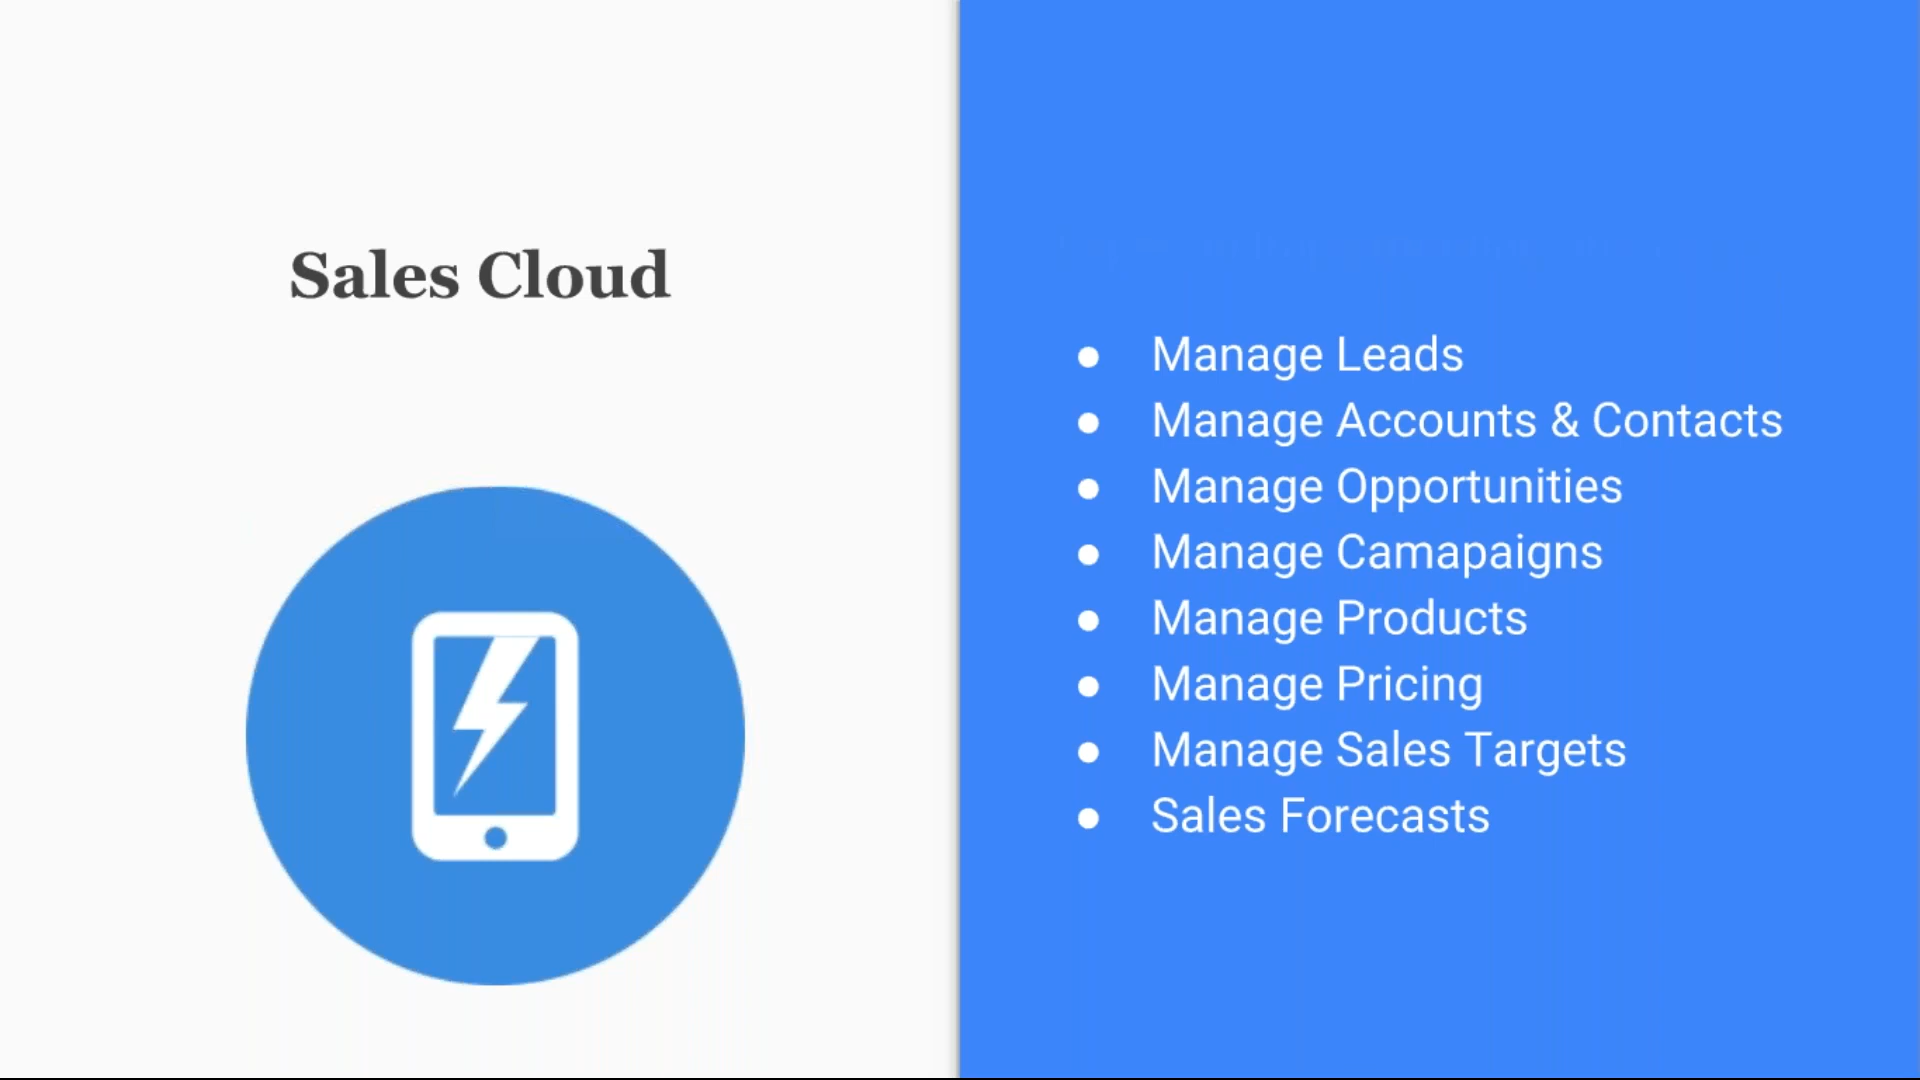 Sales Cloud
● Manage Leads
● Manage Accounts & Contacts
● Manage Opportunities
● Manage Camapaigns
● Manage Products
● Manage Pricing
● Manage Sales Targets
● Sales Forecasts